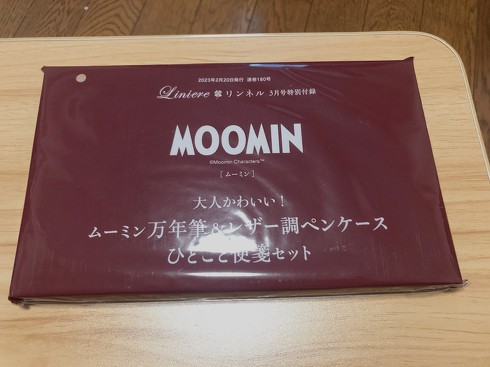 2023年2月20日発行 通巻180号
Liniere リンネル 3月号特別付録
MOOMIN
©Moomin Characters™
［ムーミン］
大人かわいい！
ムーミン万年筆&レザー調ペンケース
ひとこと便箋セット